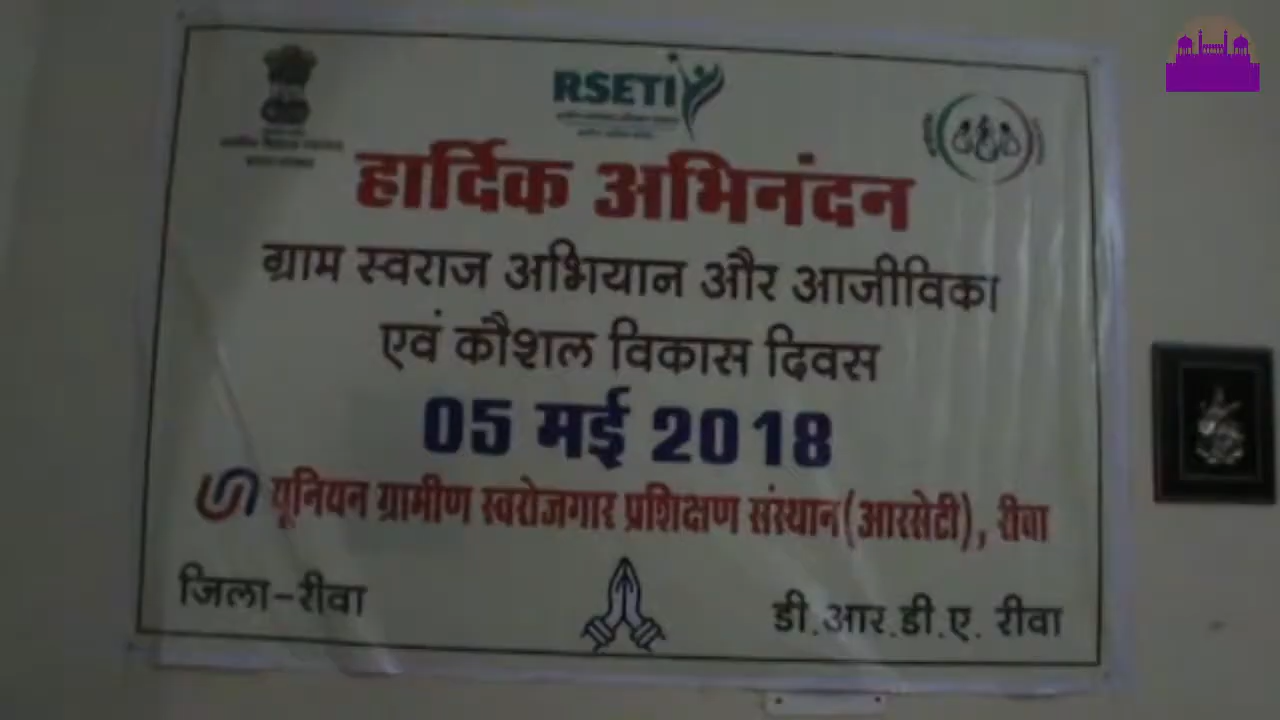 RSETI
हार्दिक अभिनंदन
ग्राम स्वराज अभियान और आजीविका
एवं कौशल विकास दिवस
05 मई 2018
यूनियन ग्रामीण स्वरोजगार प्रशिक्षण संस्थान(आरसेटी), रीवा
जिला-रीवा
डी.आर.डी.ए. रीवा